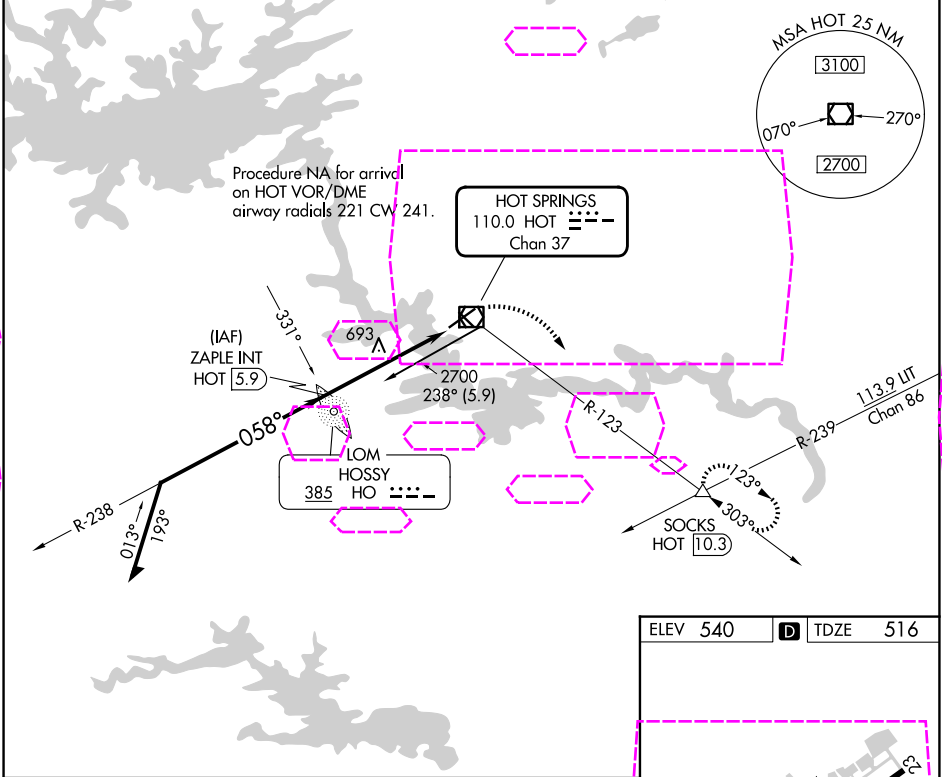 MSA HOT 25 NM
3100
070°
270°
2700
Procedure NA for arrival
on HOT VOR/DME
airway radials 221 CW 241.
HOT SPRINGS
110.0 HOT
Chan 37
331°
(IAF)
ZAPLE INT
HOT 5.9
693
2700
238° (5.9)
058°
R-123
113.9 LIT
Chan 86
R-239
LOM
HOSSY
385 HO
R-238
013°
193°
123°
303°
SOCKS
HOT 10.3
ELEV 540 D TDZE 516
23